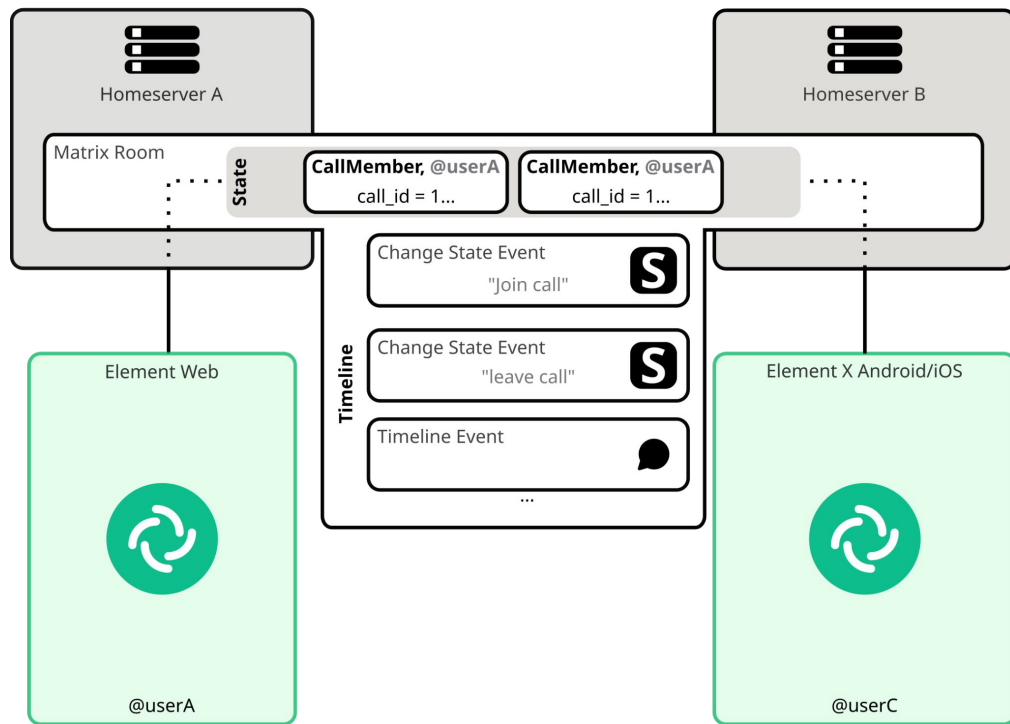 Homeserver A
Homeserver B
Matrix Room
State
CallMember, @userA
call_id = 1...
CallMember, @userA
call_id = 1...
Timeline
Change State Event
"Join call"
S
Change State Event
"leave call"
S
Timeline Event
...
Element Web
@userA
Element X Android/iOS
@userC